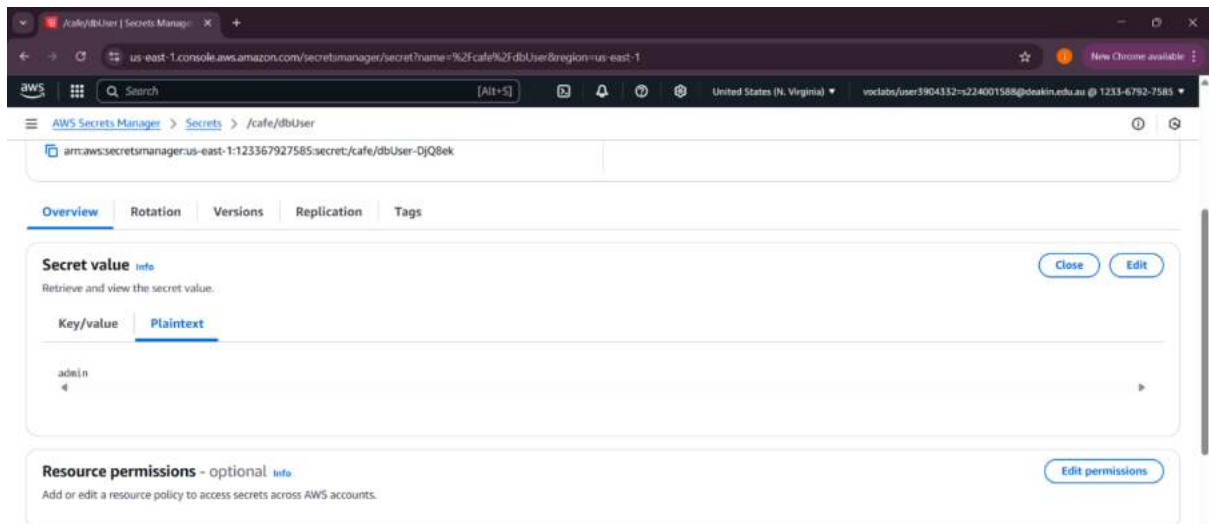 /cafe/dbUser | Secrets Manager
us-east-1.console.aws.amazon.com/secretsmanager/secret?name=%2Fcafe%2FdbUser&region=us-east-1
New Chrome available
aws
Search
[Alt+S]
United States (N. Virginia)
voclabs/user3904332=s224001588@deakin.edu.au @ 1233-6792-7585
AWS Secrets Manager > Secrets > /cafe/dbUser
arn:aws:secretsmanager:us-east-1:123367927585:secret:/cafe/dbUser-DjQ8ek
Overview Rotation Versions Replication Tags
Secret value Info
Close Edit
Retrieve and view the secret value.
Key/value Plaintext
admin
Resource permissions - optional Info
Edit permissions
Add or edit a resource policy to access secrets across AWS accounts.